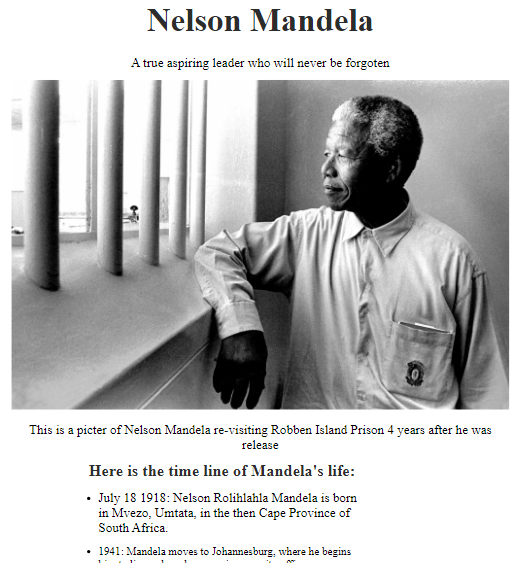 Nelson Mandela
A true aspiring leader who will never be forgoten
This is a picter of Nelson Mandela re-visiting Robben Island Prison 4 years after he was
release
Here is the time line of Mandela's life:
• July 18 1918: Nelson Rolihlahla Mandela is born
in Mvezo, Umtata, in the then Cape Province of
South Africa.
• 1941: Mandela moves to Johannesburg, where he begins